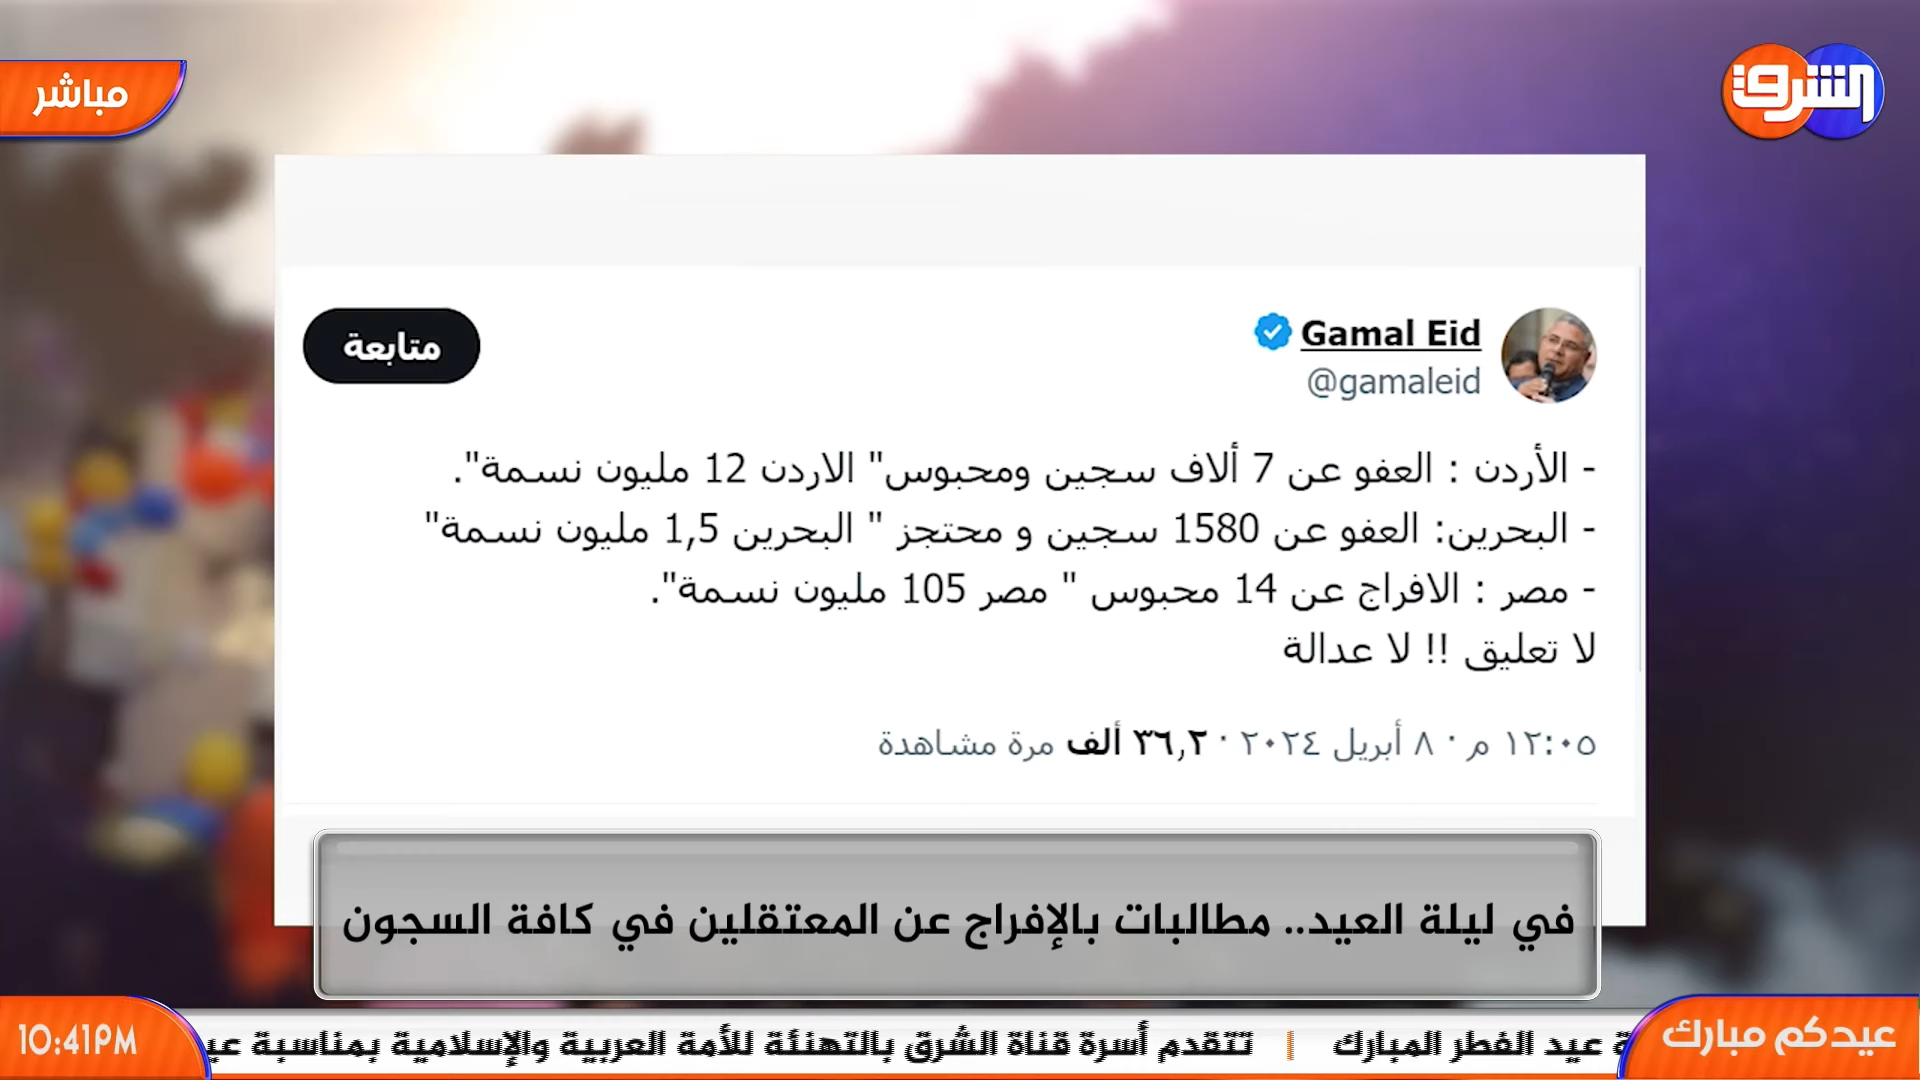 مباشر
الشرق
متابعة
Gamal Eid
@gamaleid
- الأردن : العفو عن 7 ألاف سجين ومحبوس" الاردن 12 مليون نسمة".
- البحرين: العفو عن 1580 سجين و محتجز " البحرين 1,5 مليون نسمة"
- مصر : الافراج عن 14 محبوس " مصر 105 مليون نسمة".
لا تعليق !! لا عدالة
١٢:٠٥ م · ٨ أبريل ٢٠٢٤ · ٣٦,٢ ألف مرة مشاهدة
في ليلة العيد.. مطالبات بالإفراج عن المعتقلين في كافة السجون
عيدكم مبارك
ة عيد الفطر المبارك | تتقدم أسرة قناة الشرق بالتهنئة للأمة العربية والإسلامية بمناسبة عي
10:41PM